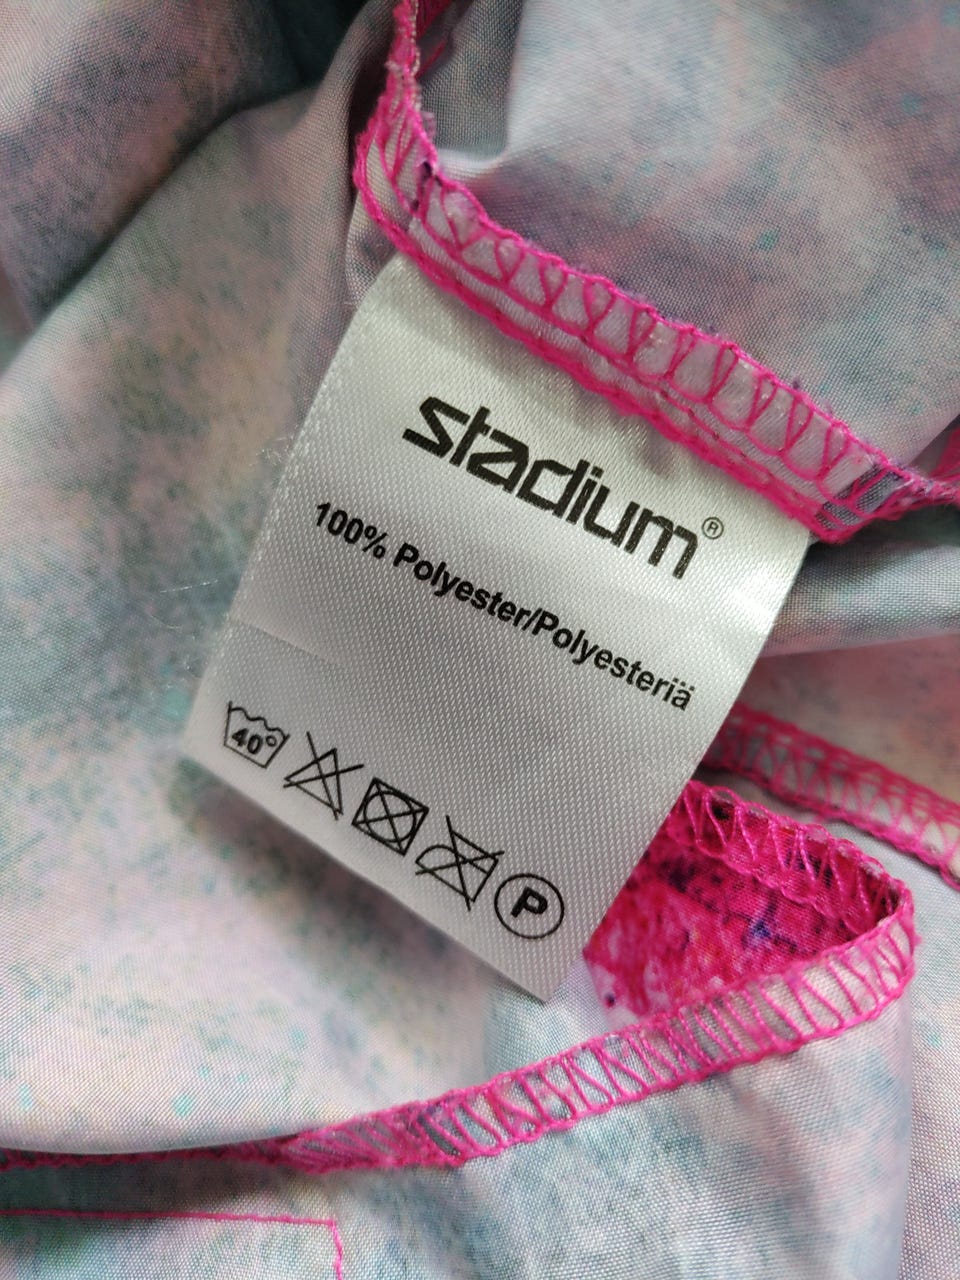 stadium®
100% Polyester/Polyesteriä
40°
P